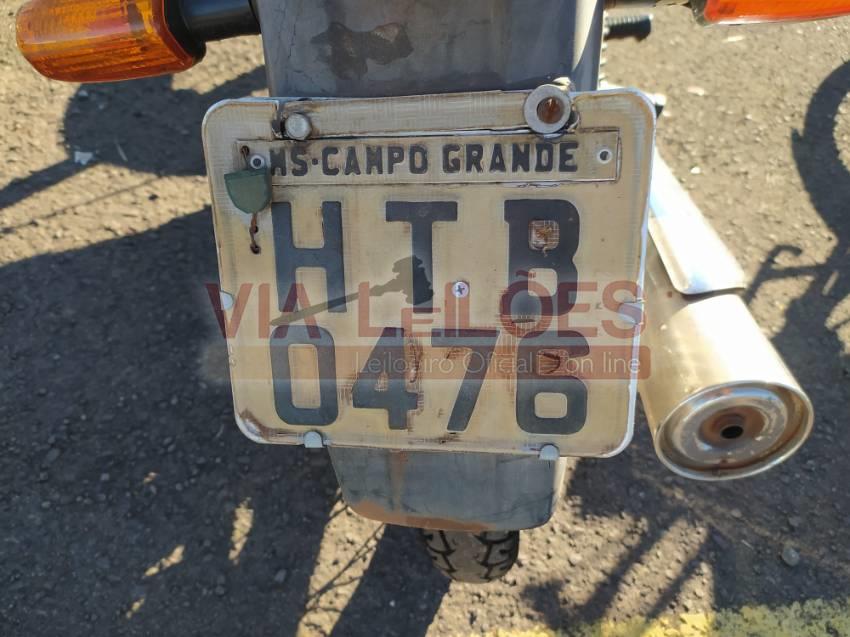 MS·CAMPO GRANDE
HTB
VIA LEILÕES
0476
Leiloeiro Oficial on line